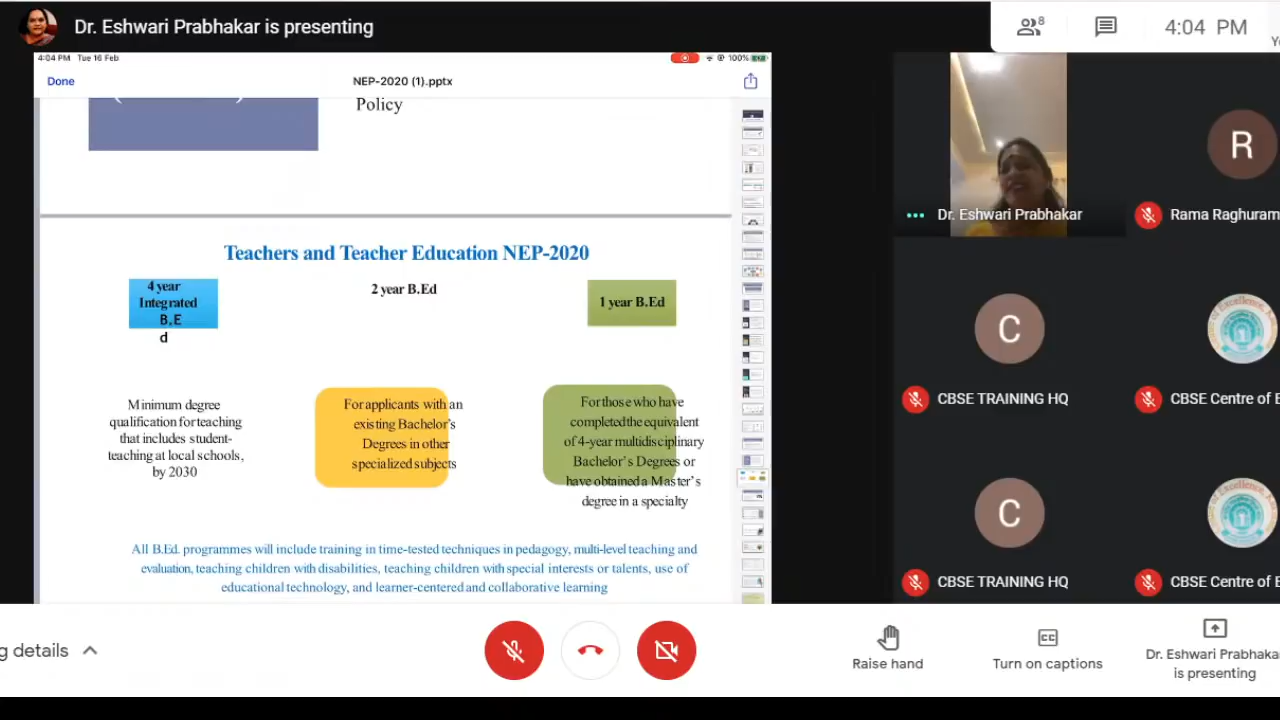 Dr. Eshwari Prabhakar is presenting
8
4:04 PM
4:04 PM Tue 16 Feb
100%
Done
NEP-2020 (1).pptx
Policy
Teachers and Teacher Education NEP-2020
4 year
Integrated
B.E
d
2 year B.Ed
1 year B.Ed
Minimum degree
qualification for teaching
that includes student-
teaching at local schools,
by 2030
For applicants with an
existing Bachelor's
Degrees in other
specialized subjects
For those who have
completed the equivalent
of 4-year multidisciplinary
Bachelor's Degrees or
have obtained a Master's
degree in a specialty
All B.Ed. programmes will include training in time-tested techniques in pedagogy, multi-level teaching and
evaluation, teaching children with disabilities, teaching children with special interests or talents, use of
educational technology, and learner-centered and collaborative learning
Dr. Eshwari Prabhakar
R
Rama Raghuram
C
CBSE TRAINING HQ
CBSE Centre of E
C
CBSE TRAINING HQ
CBSE Centre of E
g details
Raise hand
CC
Turn on captions
Dr. Eshwari Prabhaka
is presenting